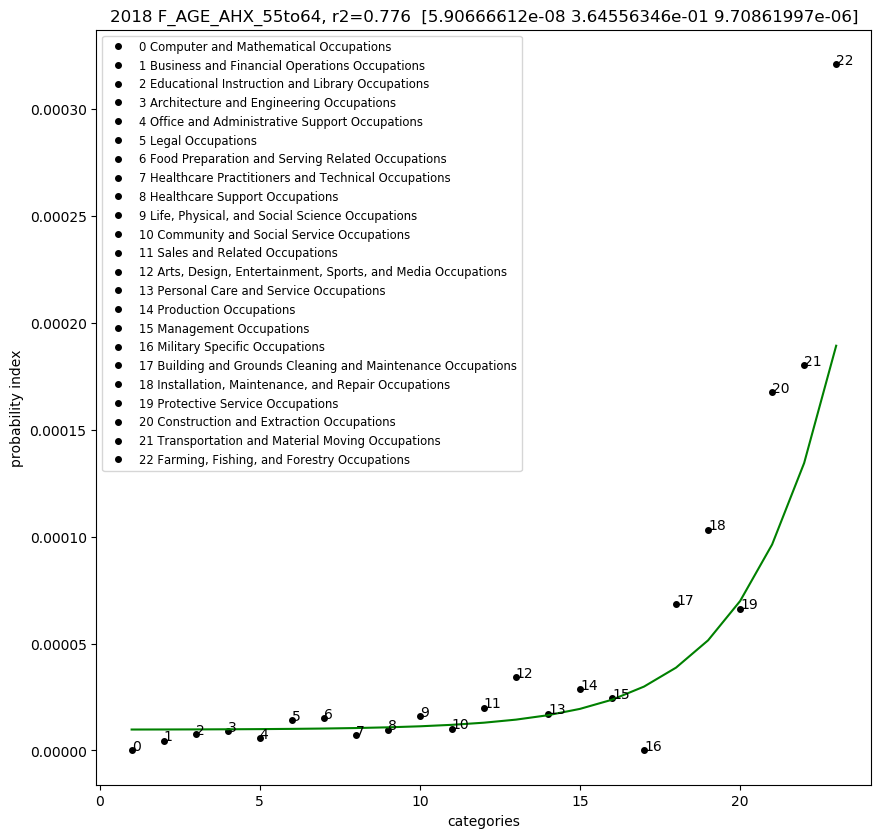 2018 F_AGE_AHX_55to64, r2=0.776 [5.90666612e-08 3.64556346e-01 9.70861997e-06]
0 Computer and Mathematical Occupations
1 Business and Financial Operations Occupations
2 Educational Instruction and Library Occupations
3 Architecture and Engineering Occupations
4 Office and Administrative Support Occupations
5 Legal Occupations
6 Food Preparation and Serving Related Occupations
7 Healthcare Practitioners and Technical Occupations
8 Healthcare Support Occupations
9 Life, Physical, and Social Science Occupations
10 Community and Social Service Occupations
11 Sales and Related Occupations
12 Arts, Design, Entertainment, Sports, and Media Occupations
13 Personal Care and Service Occupations
14 Production Occupations
15 Management Occupations
16 Military Specific Occupations
17 Building and Grounds Cleaning and Maintenance Occupations
18 Installation, Maintenance, and Repair Occupations
19 Protective Service Occupations
20 Construction and Extraction Occupations
21 Transportation and Material Moving Occupations
22 Farming, Fishing, and Forestry Occupations
probability index
0.00030
0.00025
0.00020
0.00015
0.00010
0.00005
0.00000
0
1
2
3
4
5
6
7
8
9
10
11
12
13
14
15
16
17
18
19
20
21
22
0
5
10
15
20
categories